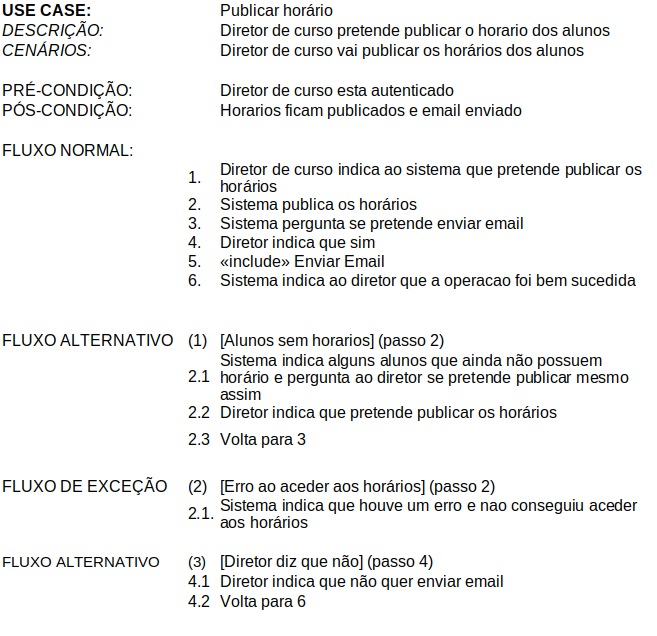 USE CASE: Publicar horário
DESCRIÇÃO: Diretor de curso pretende publicar o horario dos alunos
CENÁRIOS: Diretor de curso vai publicar os horários dos alunos
PRÉ-CONDIÇÃO: Diretor de curso esta autenticado
PÓS-CONDIÇÃO: Horarios ficam publicados e email enviado
FLUXO NORMAL:
1. Diretor de curso indica ao sistema que pretende publicar os
horários
2. Sistema publica os horários
3. Sistema pergunta se pretende enviar email
4. Diretor indica que sim
5. «include» Enviar Email
6. Sistema indica ao diretor que a operacao foi bem sucedida
FLUXO ALTERNATIVO (1) [Alunos sem horarios] (passo 2)
2.1 Sistema indica alguns alunos que ainda não possuem
horário e pergunta ao diretor se pretende publicar mesmo
assim
2.2 Diretor indica que pretende publicar os horários
2.3 Volta para 3
FLUXO DE EXCEÇÃO (2) [Erro ao aceder aos horários] (passo 2)
2.1. Sistema indica que houve um erro e nao conseguiu aceder
aos horários
FLUXO ALTERNATIVO (3) [Diretor diz que não] (passo 4)
4.1 Diretor indica que não quer enviar email
4.2 Volta para 6